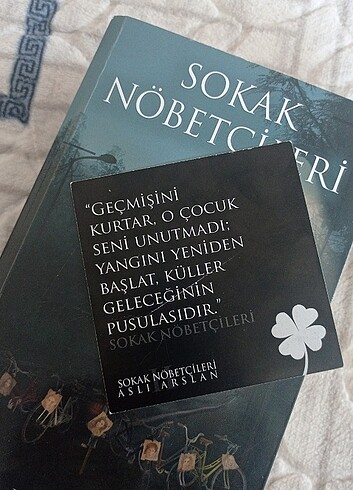 SOKAK
NÖBETÇİLERİ
"GEÇMİŞİNİ
KURTAR, O ÇOCUK
SENİ UNUTMADI;
YANGINI YENİDEN
BAŞLAT, KÜLLER
GELECEĞİNİN
PUSULASIDIR."
SOKAK NÖBETÇİLERİ
SOKAK NÖBETÇİLERİ
ASLI ARSLAN